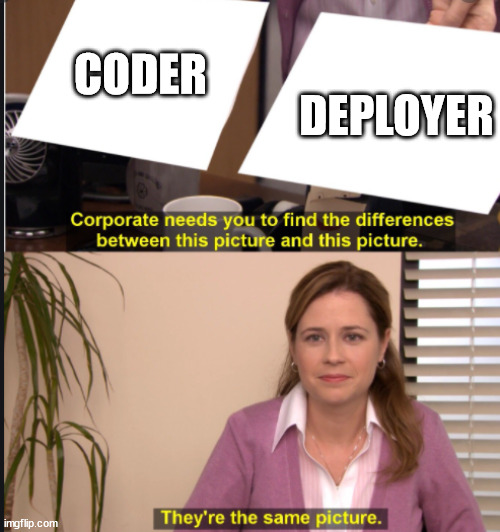 CODER
DEPLOYER
Corporate needs you to find the differences
between this picture and this picture.
They're the same picture.
imgflip.com